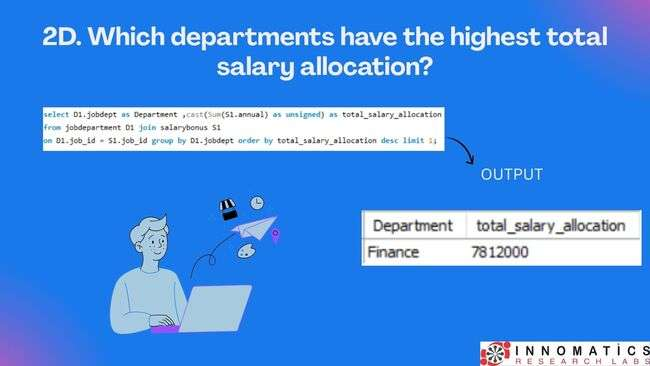 2D. Which departments have the highest total
salary allocation?
select D1.jobdept as Department ,cast(Sum(S1.annual) as unsigned) as total_salary_allocation
from jobdepartment D1 join salarybonus S1
on D1.job_id = S1.job_id group by D1.jobdept order by total_salary_allocation desc limit 1;
OUTPUT
Department total_salary_allocation
Finance 7812000
INNOMATICS
RESEARCH LABS